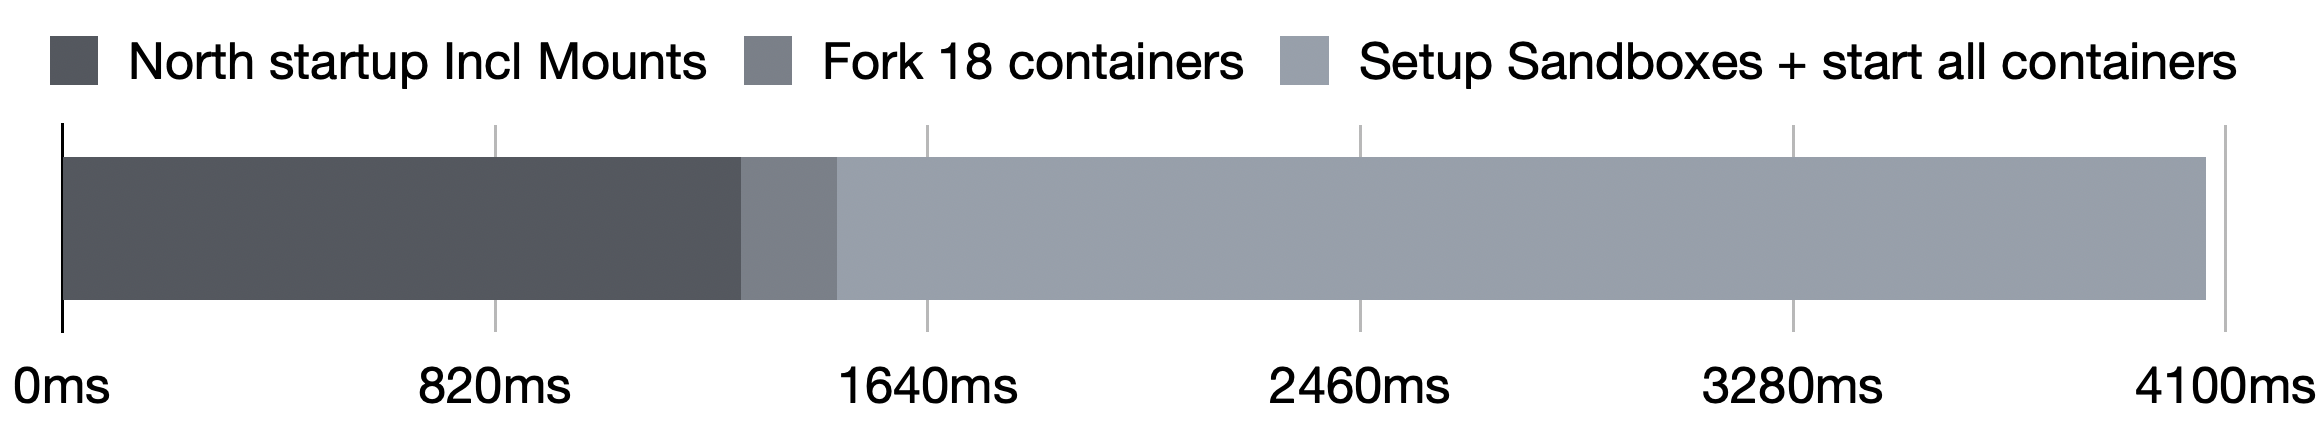 North startup Incl Mounts Fork 18 containers Setup Sandboxes + start all containers
0ms 820ms 1640ms 2460ms 3280ms 4100ms